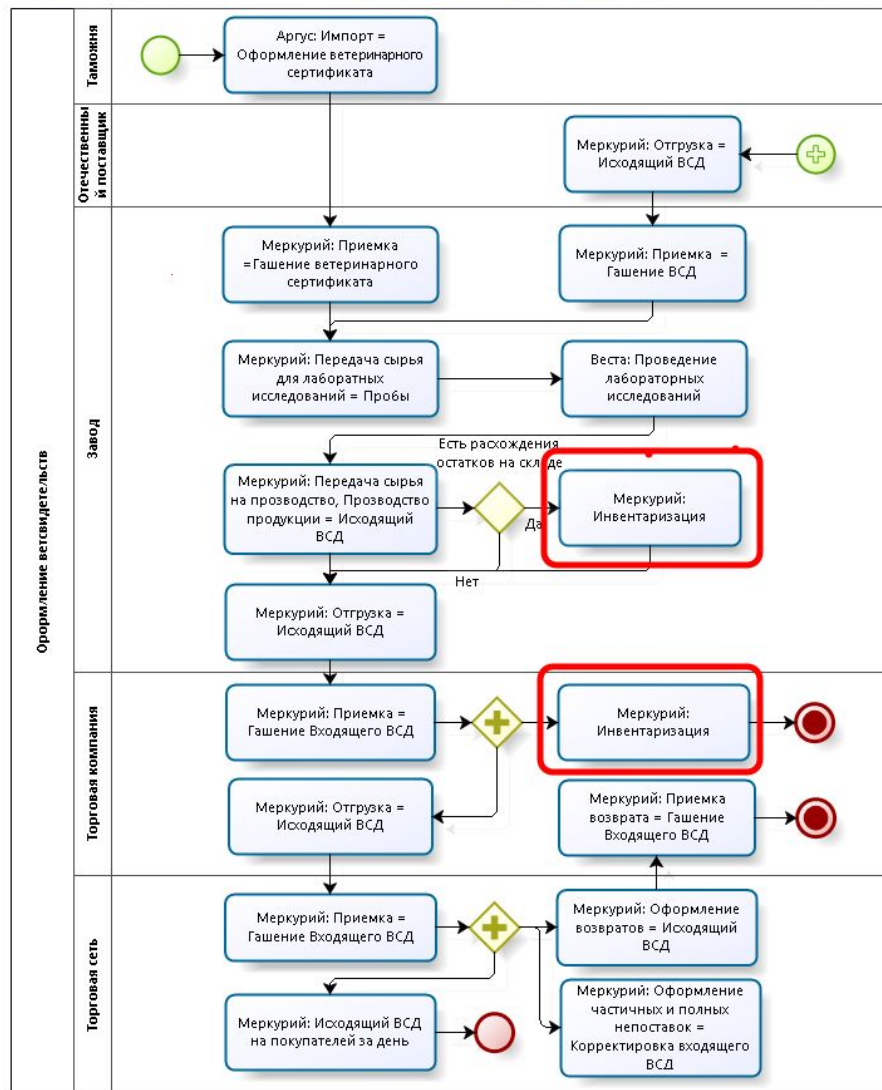 Орормление ветсвидетельств
Таможня
Аргус: Импорт =
Оформление ветеринарного
сертификата
Отечественны
й поставщик
Меркурий: Отгрузка =
Исходящий ВСД
Завод
Меркурий: Приемка
=Гашение ветеринарного
сертификата
Меркурий: Приемка =
Гашение ВСД
Меркурий: Передача сырья
для лаборатных
исследований = Пробы
Веста: Проведение
лабораторных
исследований
Есть расхождения
остатков на складе
Меркурий: Передача сырья
на прозводство, Прозводство
продукции = Исходящий
ВСД
Да
Меркурий:
Инвентаризация
Нет
Меркурий: Отгрузка =
Исходящий ВСД
Торговая компания
Меркурий: Приемка =
Гашение Входящего ВСД
Меркурий:
Инвентаризация
Меркурий: Отгрузка =
Исходящий ВСД
Меркурий: Приемка
возврата = Гашение
Входящего ВСД
Торговая сеть
Меркурий: Приемка =
Гашение Входящего ВСД
Меркурий: Оформление
возвратов = Исходящий
ВСД
Меркурий: Исходящий ВСД
на покупателей за день
Меркурий: Оформление
частичных и полных
непоставок =
Корректировка входящего
ВСД